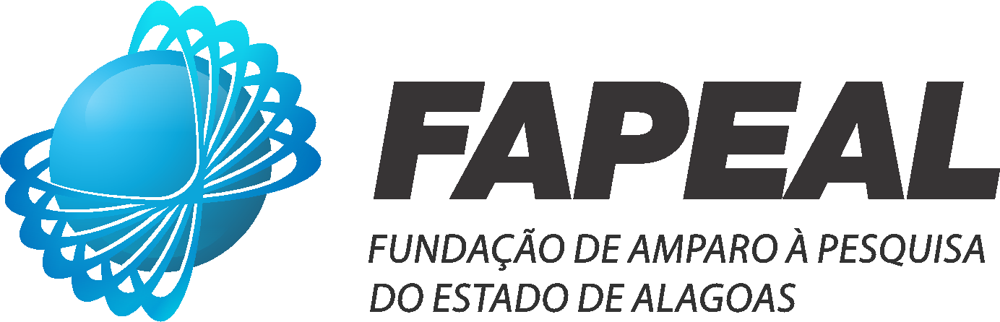 FAPEAL
FUNDAÇÃO DE AMPARO À PESQUISA
DO ESTADO DE ALAGOAS